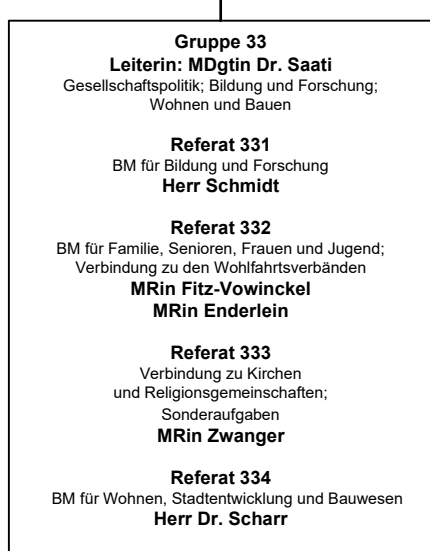 Gruppe 33
Leiterin: MDgtin Dr. Saati
Gesellschaftspolitik; Bildung und Forschung;
Wohnen und Bauen
Referat 331
BM für Bildung und Forschung
Herr Schmidt
Referat 332
BM für Familie, Senioren, Frauen und Jugend;
Verbindung zu den Wohlfahrtsverbänden
MRin Fitz-Vowinckel
MRin Enderlein
Referat 333
Verbindung zu Kirchen
und Religionsgemeinschaften;
Sonderaufgaben
MRin Zwanger
Referat 334
BM für Wohnen, Stadtentwicklung und Bauwesen
Herr Dr. Scharr